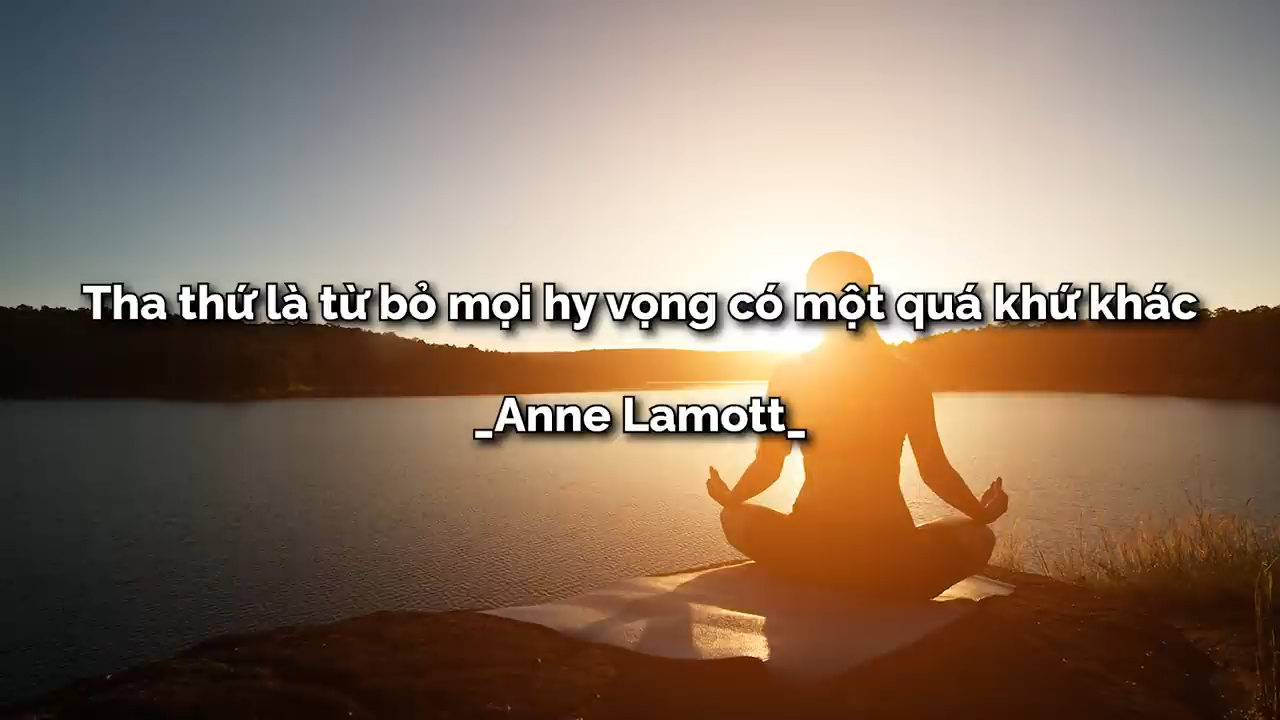 Tha thứ là từ bỏ mọi hy vọng có một quá khứ khác
_Anne Lamott_